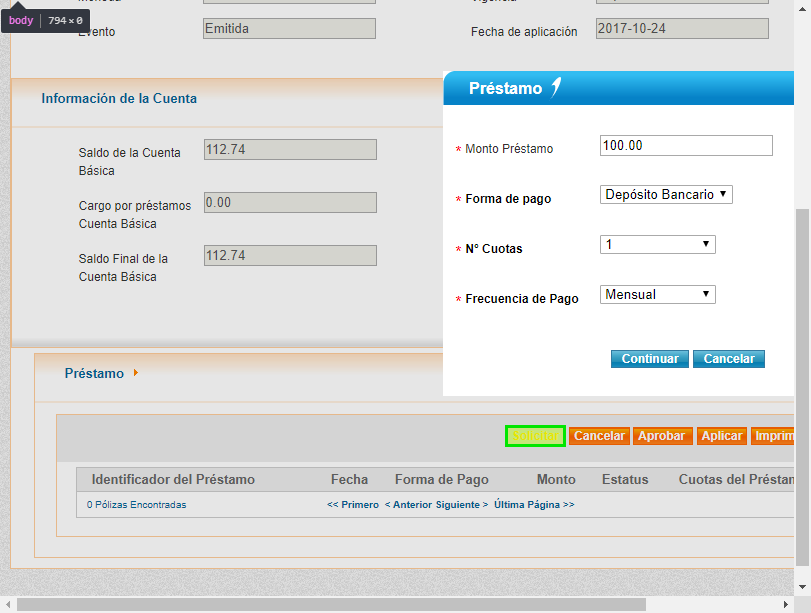 body 794 × 0
Evento
Emitida
Fecha de aplicación
2017-10-24
Información de la Cuenta
Saldo de la Cuenta
Básica
112.74
Cargo por préstamos
Cuenta Básica
0.00
Saldo Final de la
Cuenta Básica
112.74
Préstamo
* Monto Préstamo
100.00
* Forma de pago
Depósito Bancario
* N° Cuotas
1
* Frecuencia de Pago
Mensual
Continuar
Cancelar
Préstamo
Cancelar
Aprobar
Aplicar
Imprim
Identificador del Préstamo
Fecha
Forma de Pago
Monto
Estatus
Cuotas del Préstan
0 Pólizas Encontradas
<< Primero < Anterior Siguiente > Última Página >>